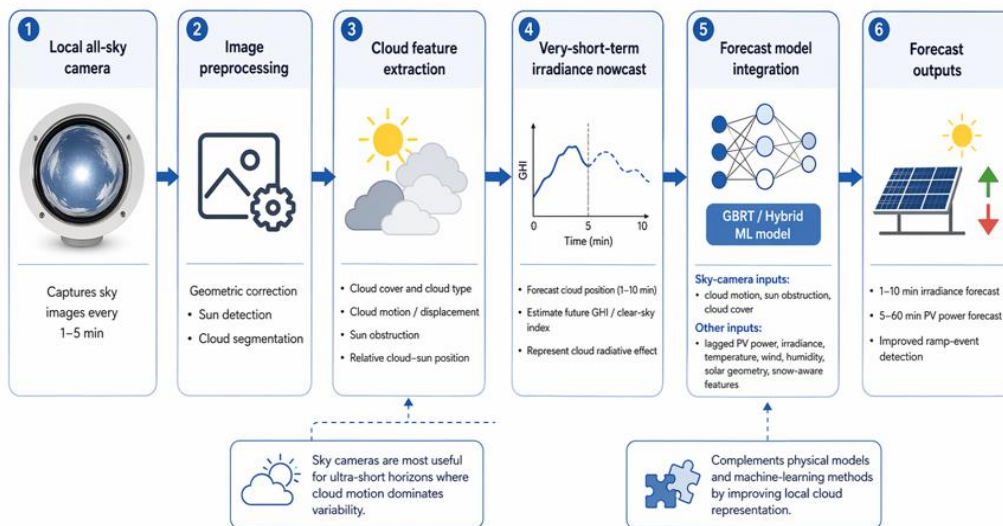 1
Local all-sky
camera
Captures sky
images every
1–5 min
2
Image
preprocessing
Geometric correction
• Sun detection
• Cloud segmentation
3
Cloud feature
extraction
• Cloud cover and cloud type
• Cloud motion / displacement
• Sun obstruction
• Relative cloud–sun position
4
Very-short-term
irradiance nowcast
GHI
0
5
10
Time (min)
• Forecast cloud position (1–10 min)
• Estimate future GHI / clear-sky
index
• Represent cloud radiative effect
5
Forecast model
integration
GBRT / Hybrid
ML model
Sky-camera inputs:
• cloud motion, sun obstruction,
cloud cover
Other inputs:
• lagged PV power, irradiance,
temperature, wind, humidity,
solar geometry, snow-aware
features
6
Forecast
outputs
• 1–10 min irradiance forecast
• 5–60 min PV power forecast
• Improved ramp-event
detection
Sky cameras are most useful
for ultra-short horizons where
cloud motion dominates
variability.
Complements physical models
and machine-learning methods
by improving local cloud
representation.